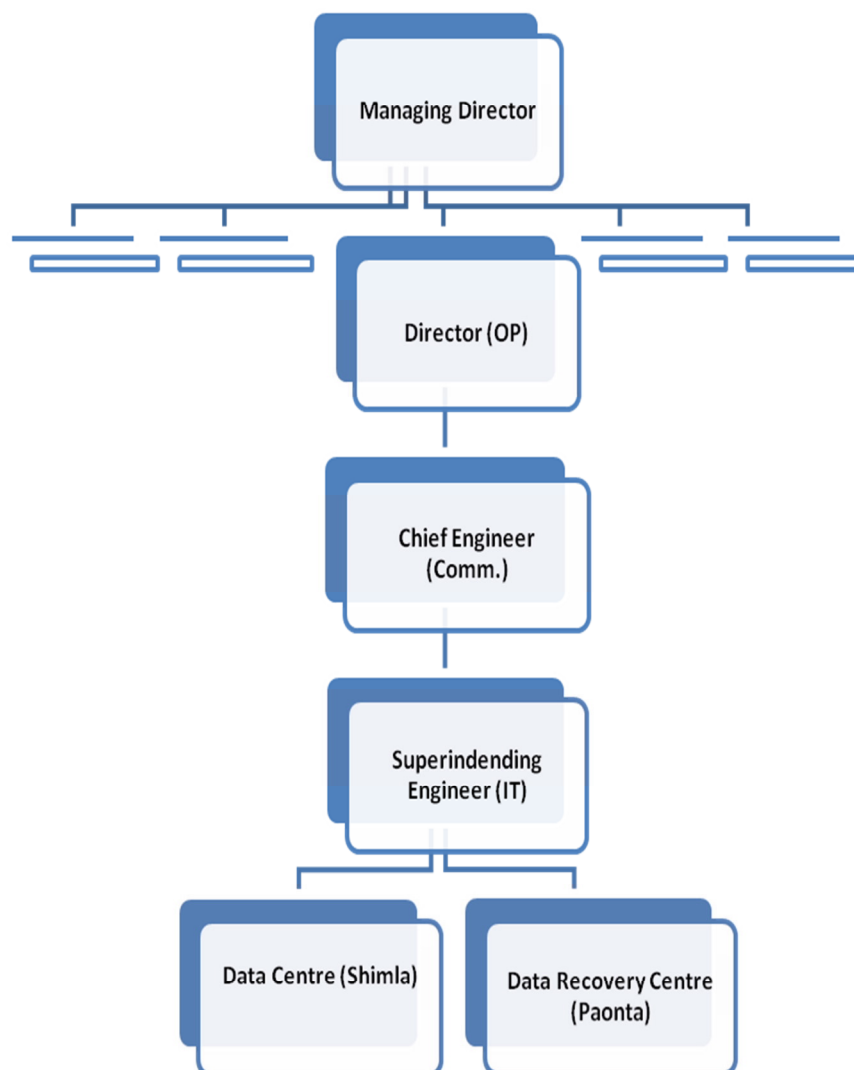 Managing Director
Director (OP)
Chief Engineer
(Comm.)
Superindending
Engineer (IT)
Data Centre (Shimla)
Data Recovery Centre
(Paonta)